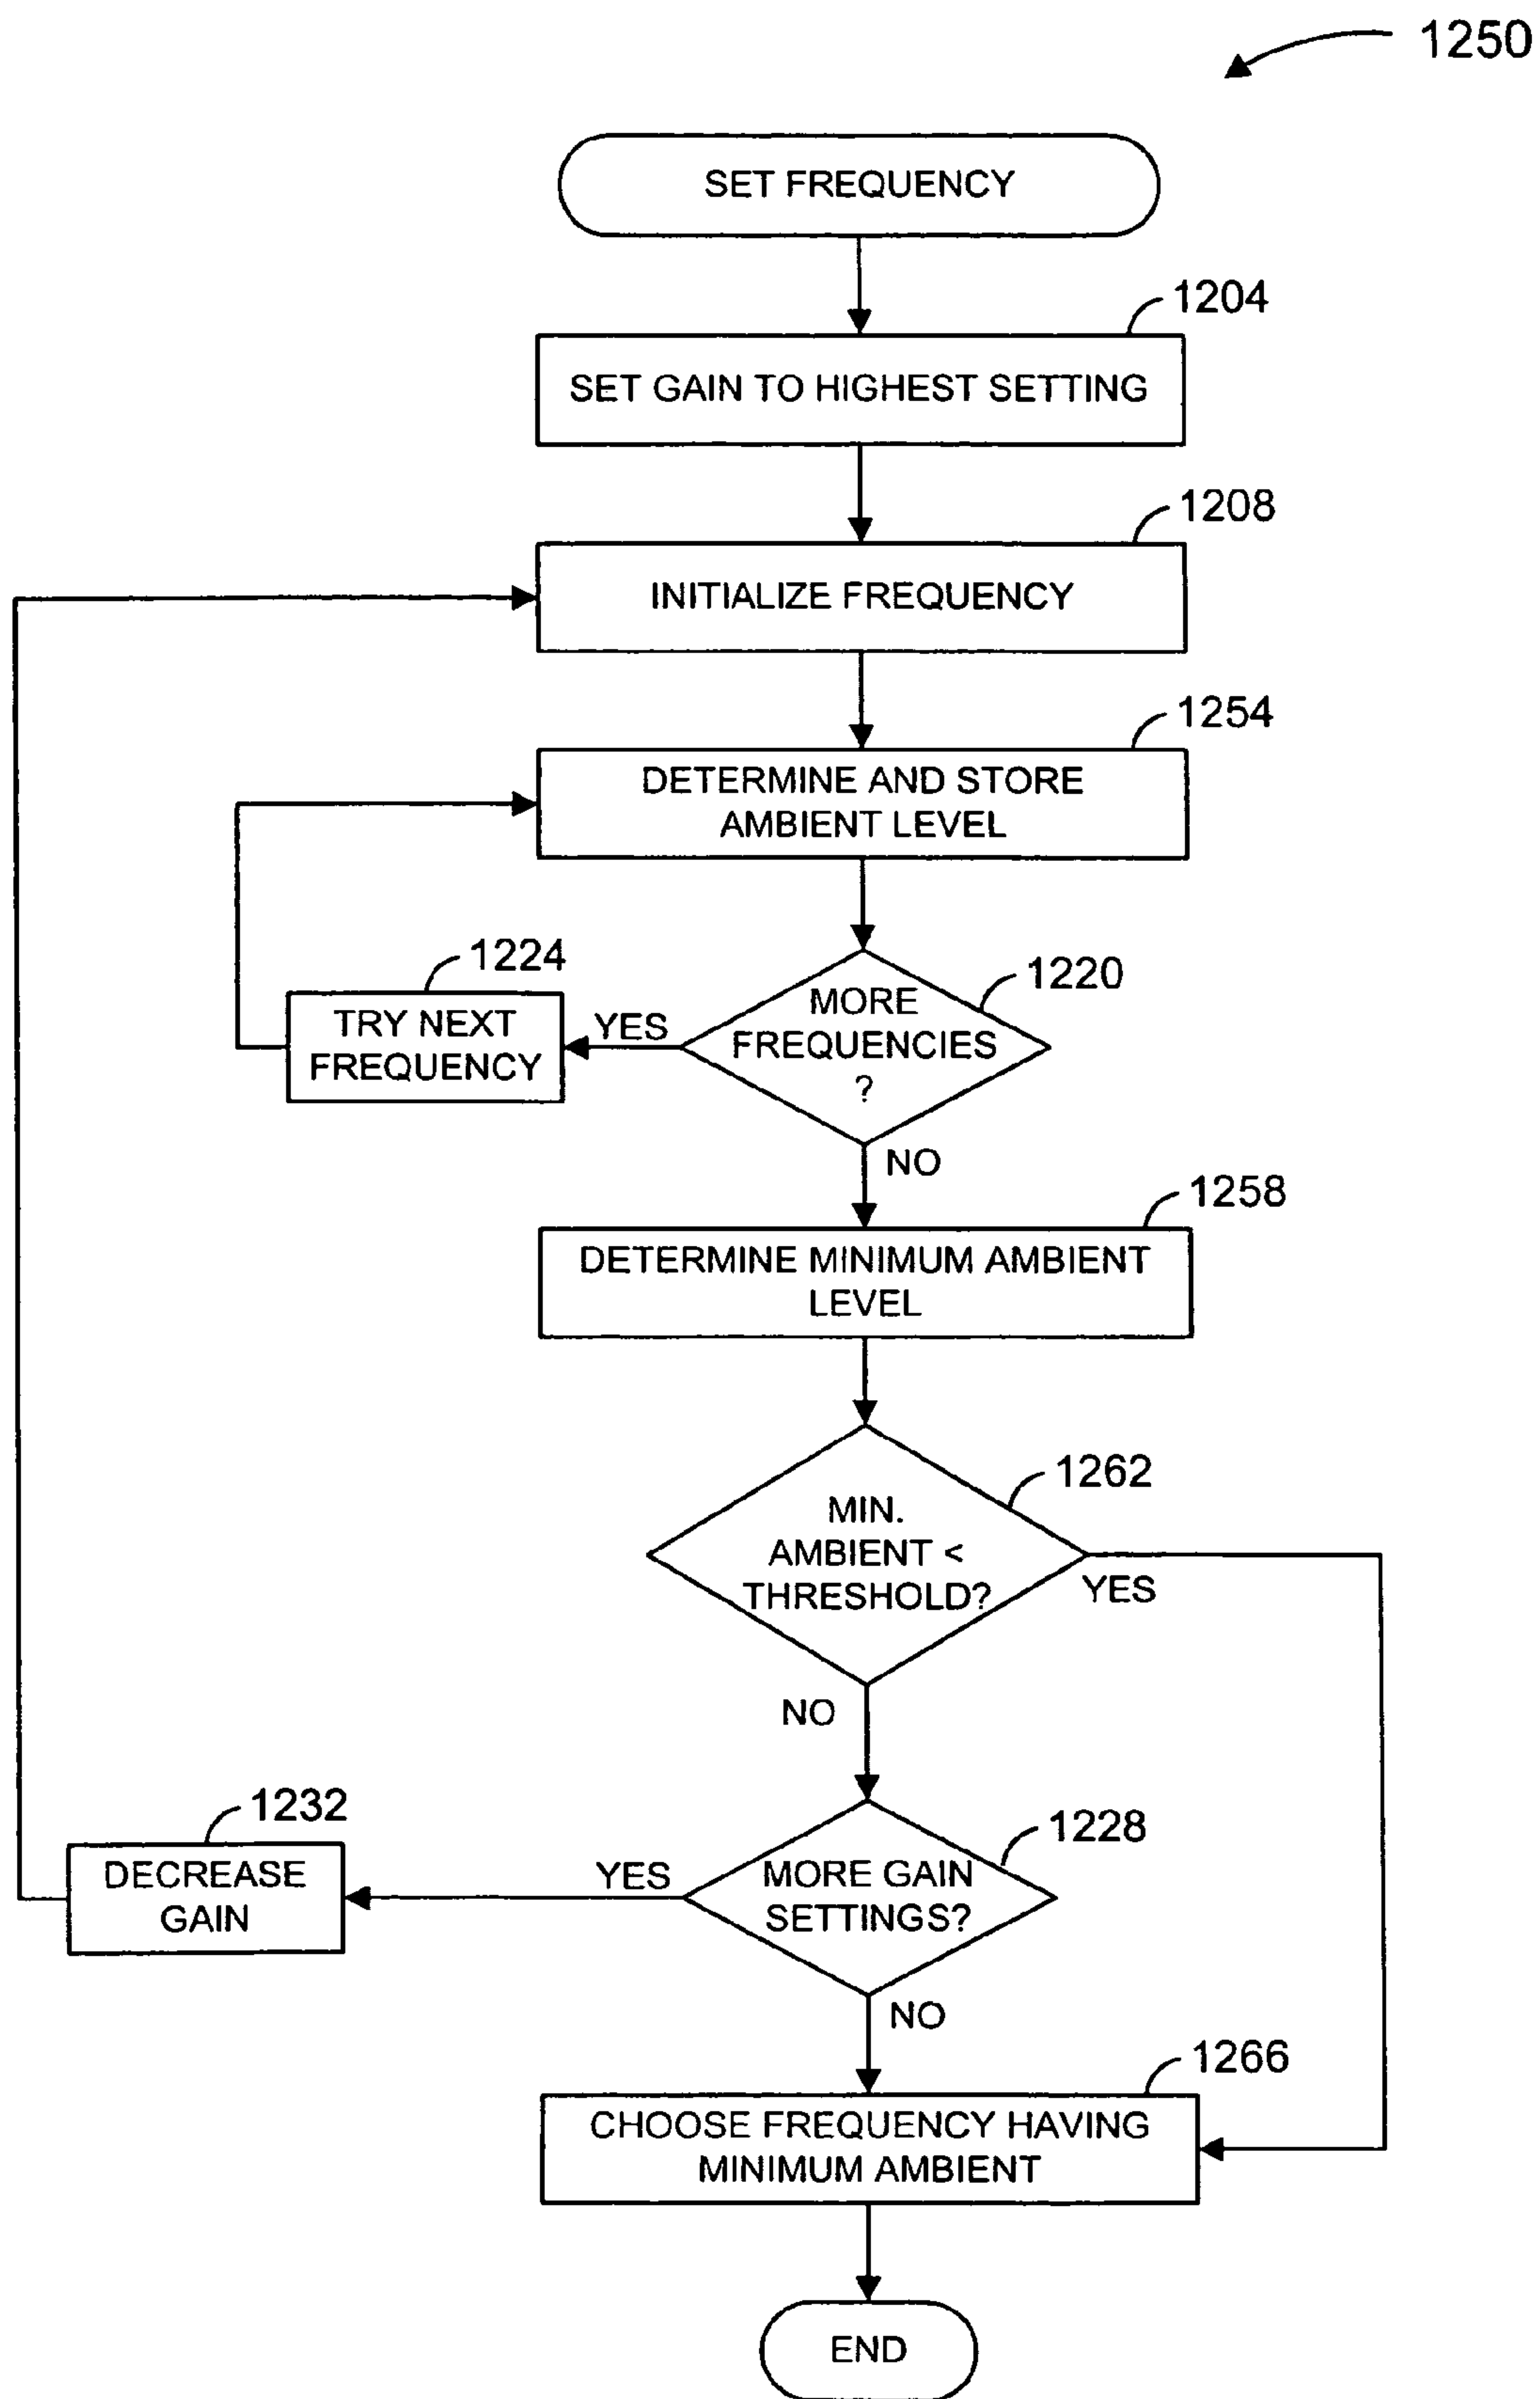 1250
SET FREQUENCY
1204
SET GAIN TO HIGHEST SETTING
1208
INITIALIZE FREQUENCY
1254
DETERMINE AND STORE
AMBIENT LEVEL
1224
TRY NEXT
FREQUENCY
YES
1220
MORE
FREQUENCIES
?
NO
1258
DETERMINE MINIMUM AMBIENT
LEVEL
1262
MIN.
AMBIENT <
THRESHOLD?
YES
NO
1232
DECREASE
GAIN
YES
1228
MORE GAIN
SETTINGS?
NO
1266
CHOOSE FREQUENCY HAVING
MINIMUM AMBIENT
END